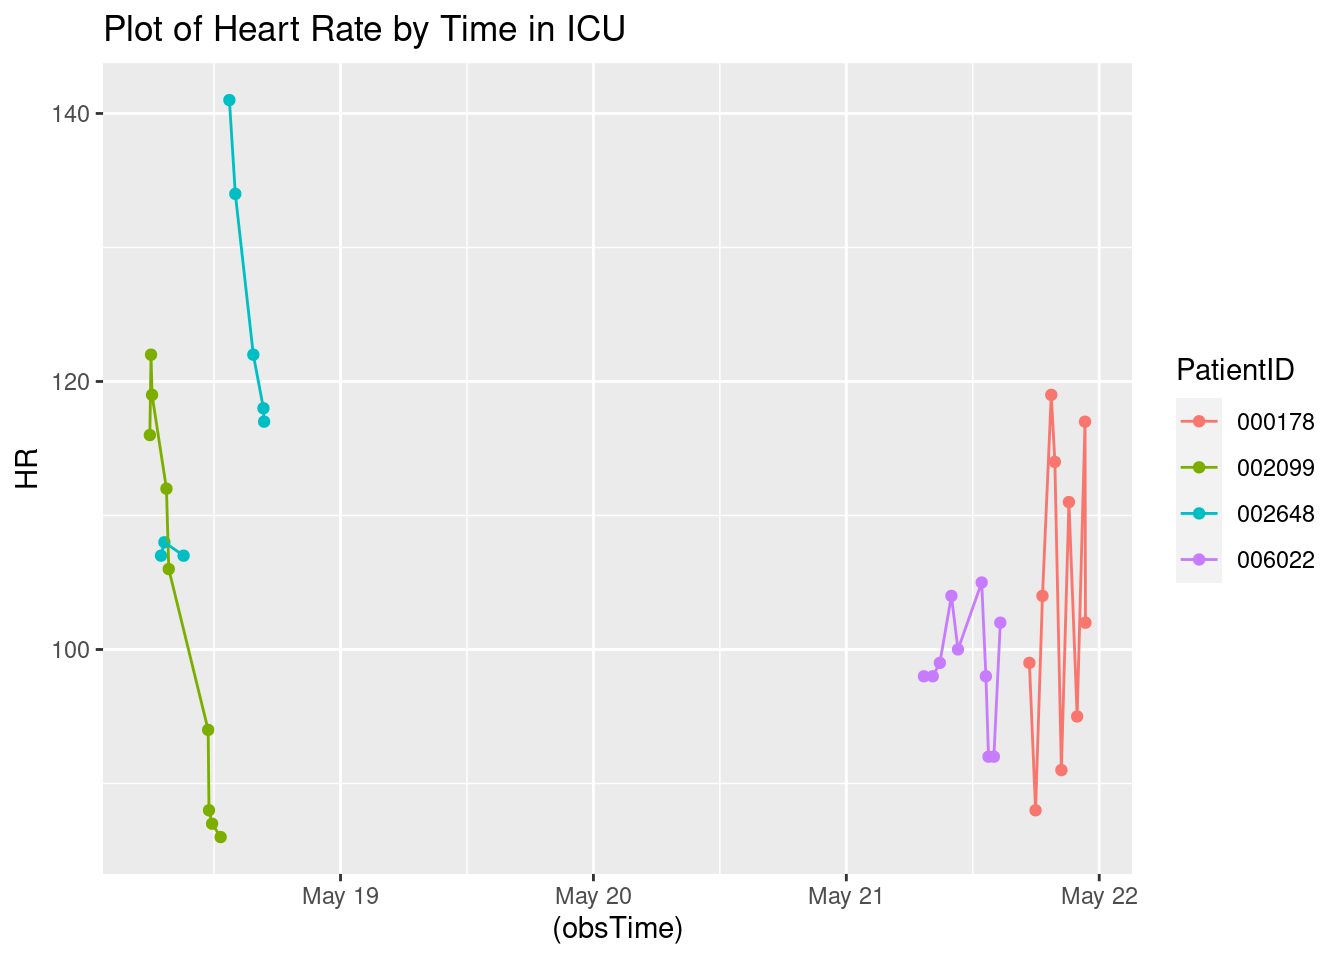 Plot of Heart Rate by Time in ICU
140
120
100
HR
May 19
May 20
May 21
May 22
(obsTime)
PatientID
000178
002099
002648
006022